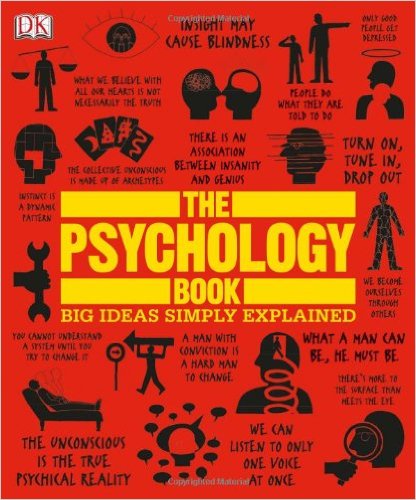 DK
INSIGHT MAY
CAUSE BLINDNESS
ONLY GOOD
PEOPLE GET
DEPRESSED
WHAT WE BELIEVE WITH
ALL OUR HEARTS IS NOT
NECESSARILY THE TRUTH
PEOPLE DO
WHAT THEY ARE
TOLD TO DO
THERE IS AN
ASSOCIATION
BETWEEN INSANITY
AND GENIUS
TURN ON,
TUNE IN,
DROP OUT
THE COLLECTIVE UNCONSCIOUS
IS MADE UP OF ARCHETYPES
INSTINCT IS
A DYNAMIC
PATTERN
THE
PSYCHOLOGY
BOOK
BIG IDEAS SIMPLY EXPLAINED
WE BECOME
OURSELVES
THROUGH
OTHERS
YOU CANNOT UNDERSTAND
A SYSTEM UNTIL YOU
TRY TO CHANGE IT
A MAN WITH
CONVICTION IS
A HARD MAN
TO CHANGE
WHAT A MAN CAN
BE, HE MUST BE
THERE'S MORE TO
THE SURFACE THAN
MEETS THE EYE
THE UNCONSCIOUS
IS THE TRUE
PSYCHICAL REALITY
WE CAN
LISTEN TO ONLY
ONE VOICE
AT ONCE